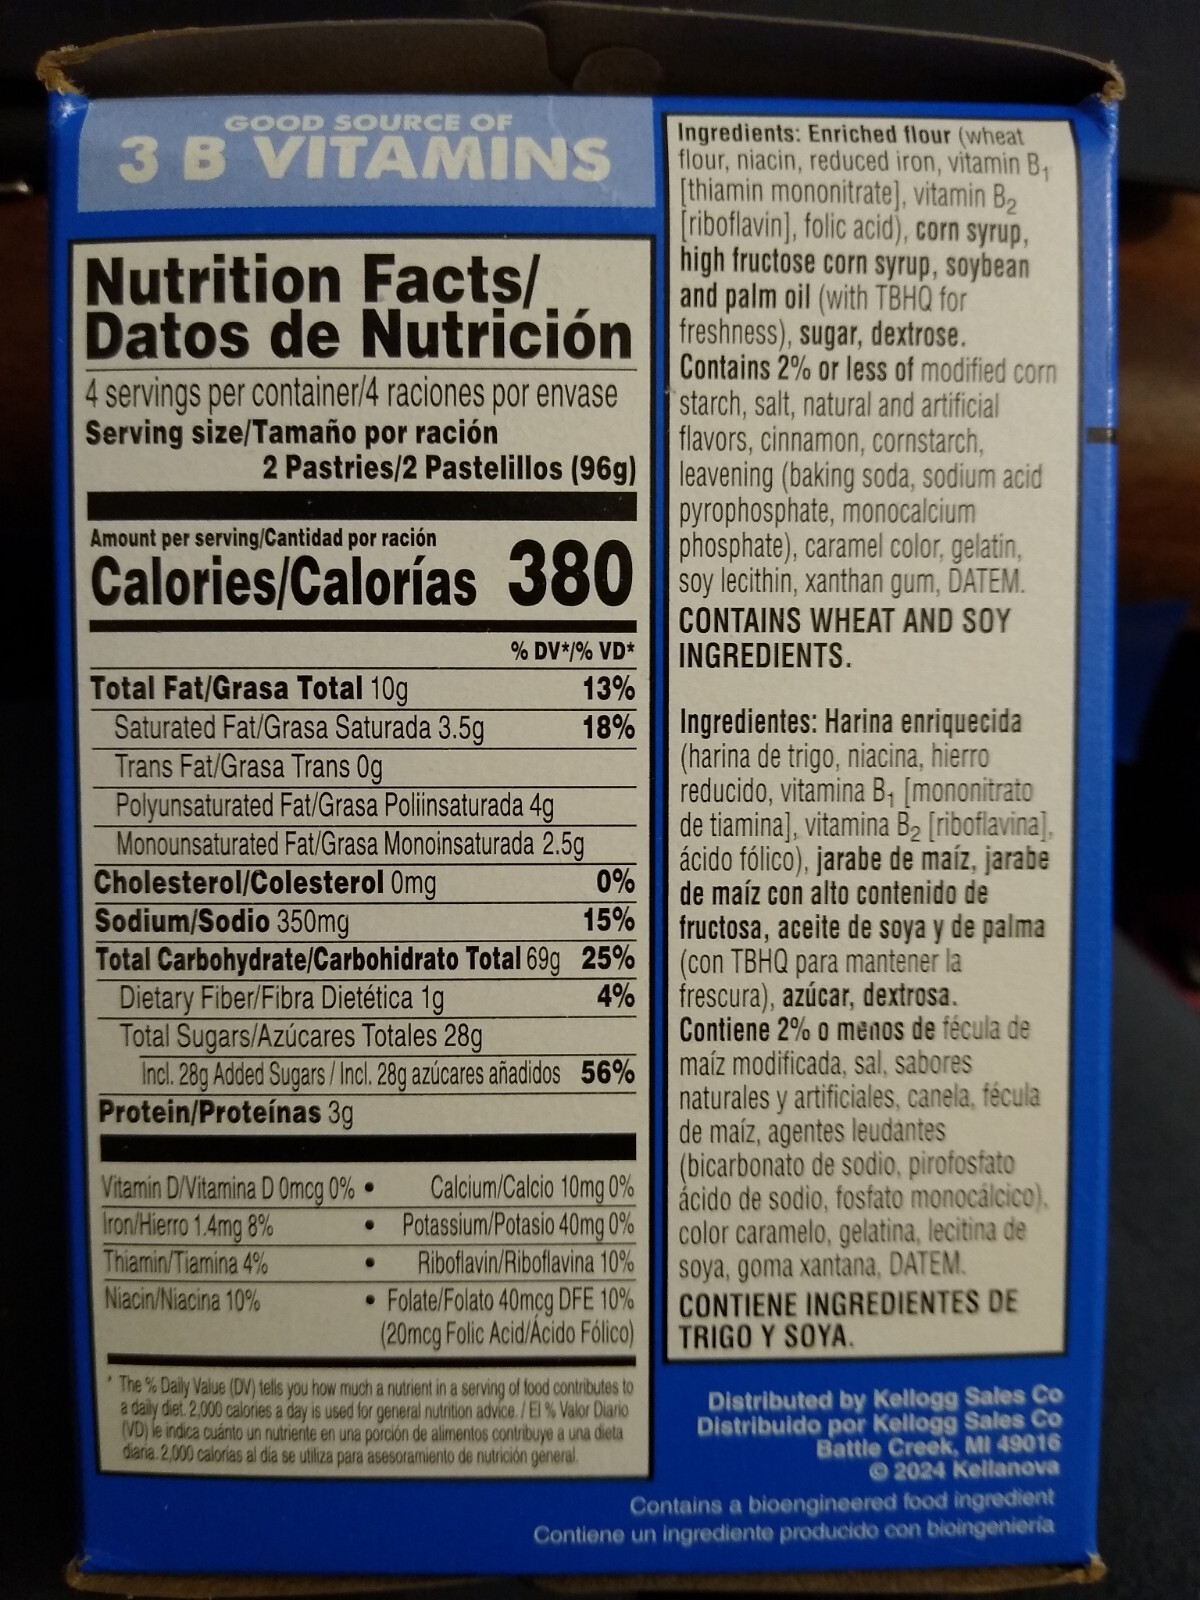 GOOD SOURCE OF
3 B VITAMINS
Nutrition Facts/
Datos de Nutrición
4 servings per container/4 raciones por envase
Serving size/Tamaño por ración
2 Pastries/2 Pastelillos (96g)
Amount per serving/Cantidad por ración
Calories/Calorías 380
% DV*/% VD*
Total Fat/Grasa Total 10g 13%
Saturated Fat/Grasa Saturada 3.5g 18%
Trans Fat/Grasa Trans 0g
Polyunsaturated Fat/Grasa Poliinsaturada 4g
Monounsaturated Fat/Grasa Monoinsaturada 2.5g
Cholesterol/Colesterol 0mg 0%
Sodium/Sodio 350mg 15%
Total Carbohydrate/Carbohidrato Total 69g 25%
Dietary Fiber/Fibra Dietética 1g 4%
Total Sugars/Azúcares Totales 28g
Incl. 28g Added Sugars / Incl. 28g azúcares añadidos 56%
Protein/Proteínas 3g
Vitamin D/Vitamina D 0mcg 0% • Calcium/Calcio 10mg 0%
Iron/Hierro 1.4mg 8% • Potassium/Potasio 40mg 0%
Thiamin/Tiamina 4% • Riboflavin/Riboflavina 10%
Niacin/Niacina 10% • Folate/Folato 40mcg DFE 10%
(20mcg Folic Acid/Ácido Fólico)
* The % Daily Value (DV) tells you how much a nutrient in a serving of food contributes to
a daily diet. 2,000 calories a day is used for general nutrition advice. / El % Valor Diario
(VD) le indica cuánto un nutriente en una porción de alimentos contribuye a una dieta
diaria. 2,000 calorías al día se utiliza para asesoramiento de nutrición general.
Ingredients: Enriched flour (wheat
flour, niacin, reduced iron, vitamin B₁
[thiamin mononitrate], vitamin B₂
[riboflavin], folic acid), corn syrup,
high fructose corn syrup, soybean
and palm oil (with TBHQ for
freshness), sugar, dextrose.
Contains 2% or less of modified corn
starch, salt, natural and artificial
flavors, cinnamon, cornstarch,
leavening (baking soda, sodium acid
pyrophosphate, monocalcium
phosphate), caramel color, gelatin,
soy lecithin, xanthan gum, DATEM.
CONTAINS WHEAT AND SOY
INGREDIENTS.
Ingredientes: Harina enriquecida
(harina de trigo, niacina, hierro
reducido, vitamina B₁ [mononitrato
de tiamina], vitamina B₂ [riboflavina],
ácido fólico), jarabe de maíz, jarabe
de maíz con alto contenido de
fructosa, aceite de soya y de palma
(con TBHQ para mantener la
frescura), azúcar, dextrosa.
Contiene 2% o menos de fécula de
maíz modificada, sal, sabores
naturales y artificiales, canela, fécula
de maíz, agentes leudantes
(bicarbonato de sodio, pirofosfato
ácido de sodio, fosfato monocálcico),
color caramelo, gelatina, lecitina de
soya, goma xantana, DATEM.
CONTIENE INGREDIENTES DE
TRIGO Y SOYA.
Distributed by Kellogg Sales Co
Distribuido por Kellogg Sales Co
Battle Creek, MI 49016
© 2024 Kellanova
Contains a bioengineered food ingredient
Contiene un ingrediente producido con bioingeniería